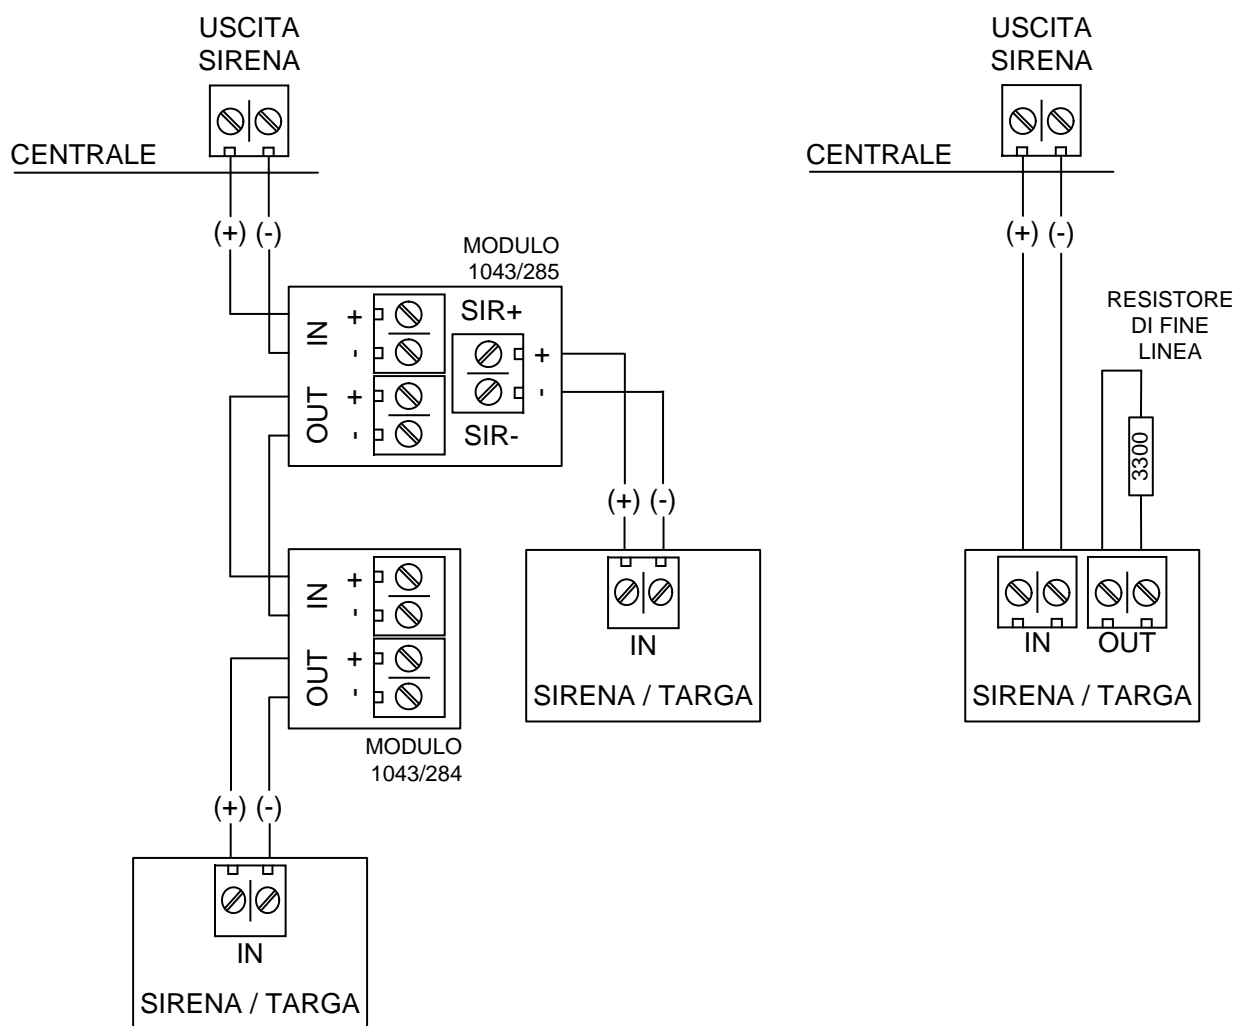 USCITA
SIRENA
CENTRALE
(+) (-)
MODULO
1043/285
IN
+
-
SIR+
+
-
OUT
+
-
SIR-
(+) (-)
IN
SIRENA / TARGA
IN
+
-
OUT
+
-
MODULO
1043/284
(+) (-)
IN
SIRENA / TARGA
USCITA
SIRENA
CENTRALE
(+) (-)
RESISTORE
DI FINE
LINEA
3300
IN OUT
SIRENA / TARGA